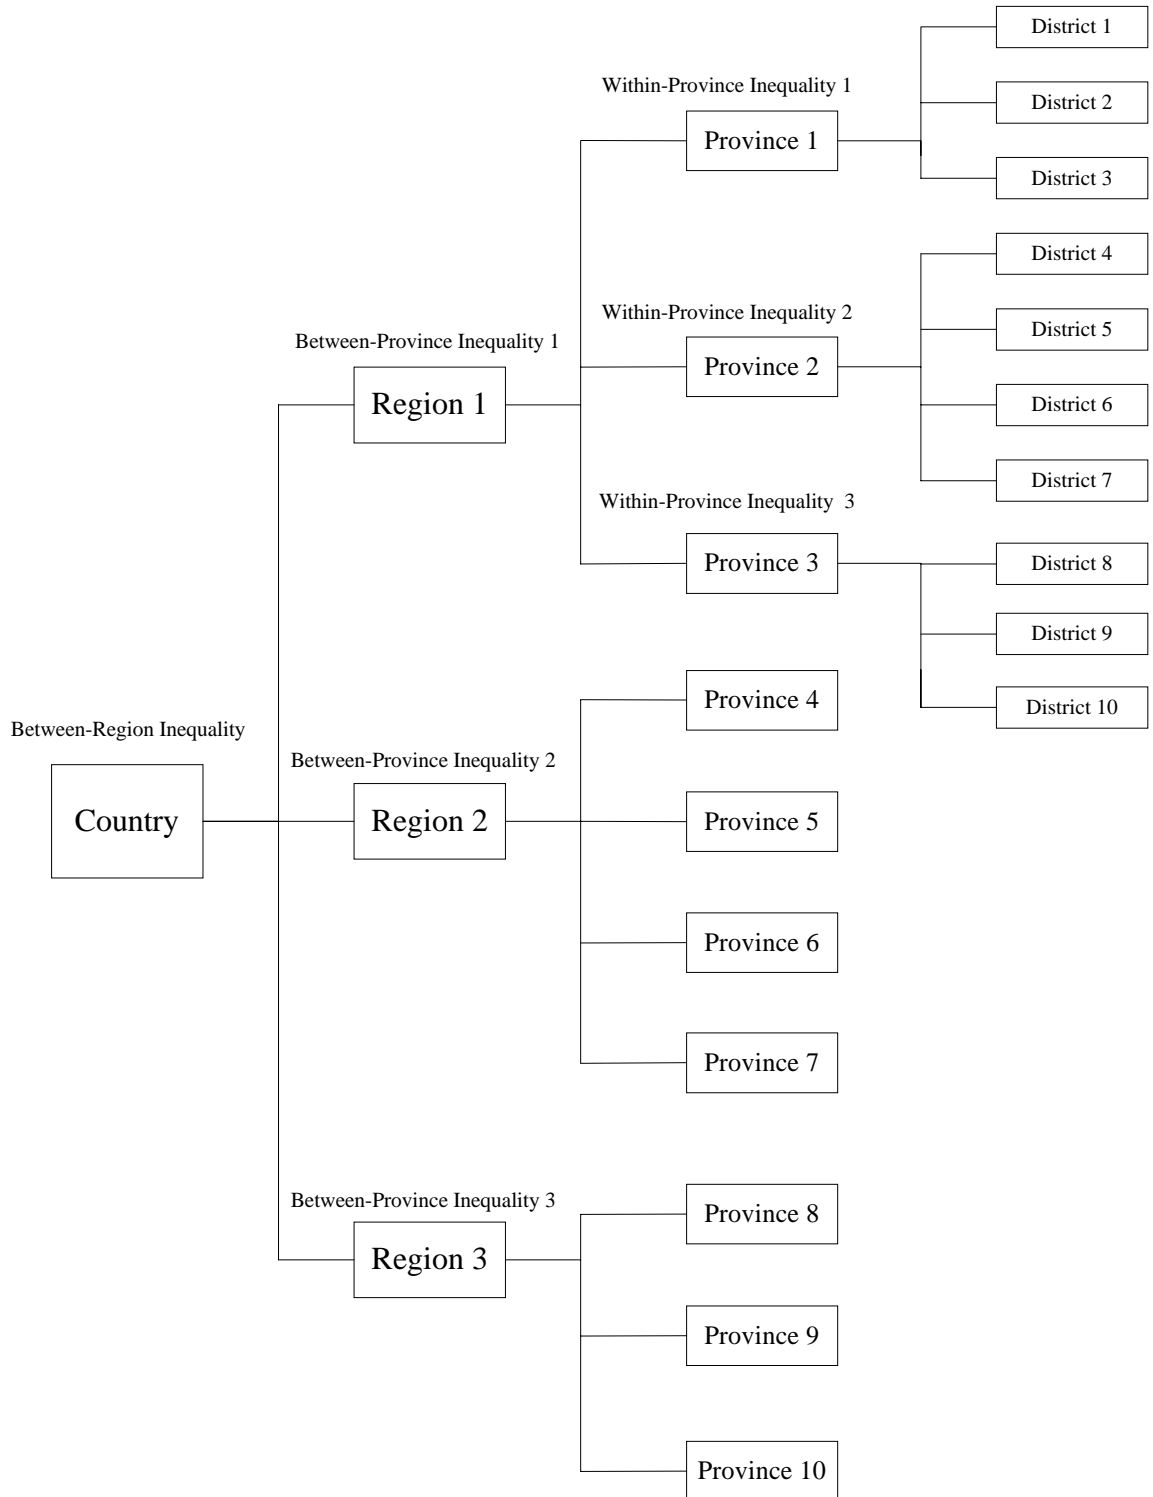 District 1
Within-Province Inequality 1
District 2
Province 1
District 3
District 4
Within-Province Inequality 2
District 5
Between-Province Inequality 1
Province 2
Region 1
District 6
District 7
Within-Province Inequality 3
Province 3
District 8
District 9
Province 4
District 10
Between-Region Inequality
Between-Province Inequality 2
Country
Region 2
Province 5
Province 6
Province 7
Between-Province Inequality 3
Province 8
Region 3
Province 9
Province 10